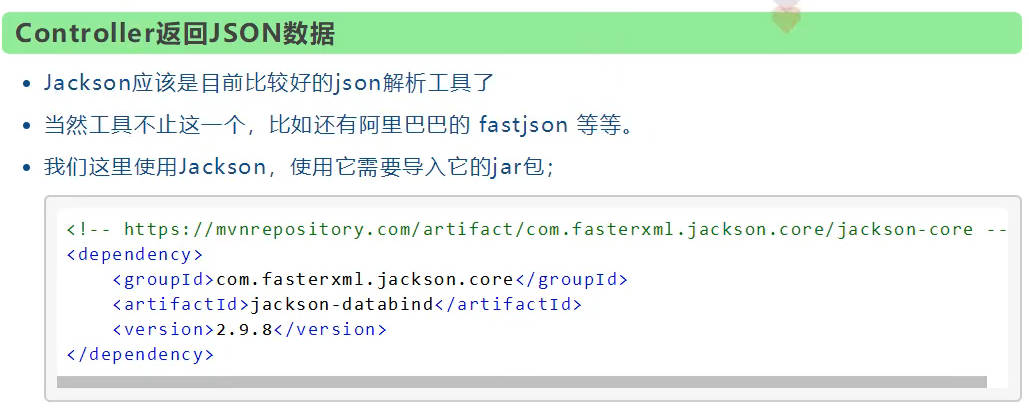 Controller返回JSON数据
Jackson应该是目前比较好的json解析工具了
当然工具不止这一个，比如还有阿里巴巴的 fastjson 等等。
我们这里使用Jackson，使用它需要导入它的jar包；
<!-- https://mvnrepository.com/artifact/com.fasterxml.jackson.core/jackson-core --
<dependency>
    <groupId>com.fasterxml.jackson.core</groupId>
    <artifactId>jackson-databind</artifactId>
    <version>2.9.8</version>
</dependency>